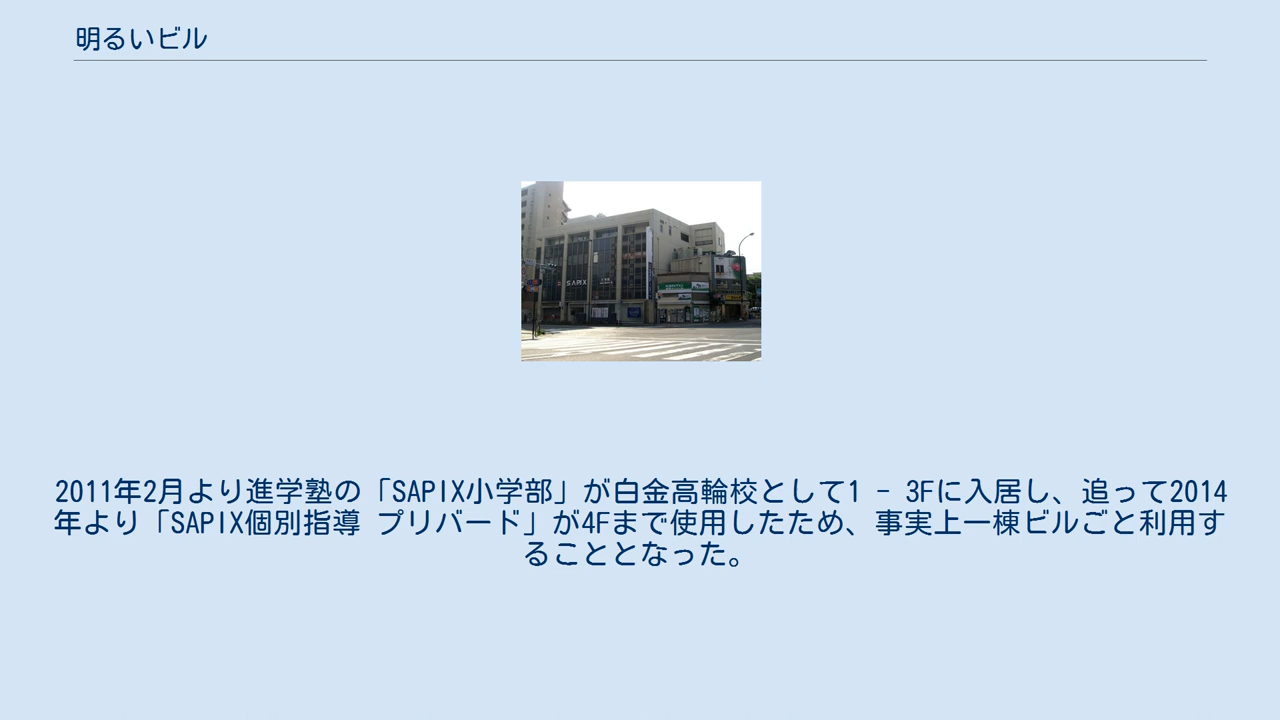 明るいビル
SAPIX
2011年2月より進学塾の「SAPIX小学部」が白金高輪校として1 - 3Fに入居し、追って2014
年より「SAPIX個別指導 プリバード」が4Fまで使用したため、事実上一棟ビルごと利用す
ることとなった。